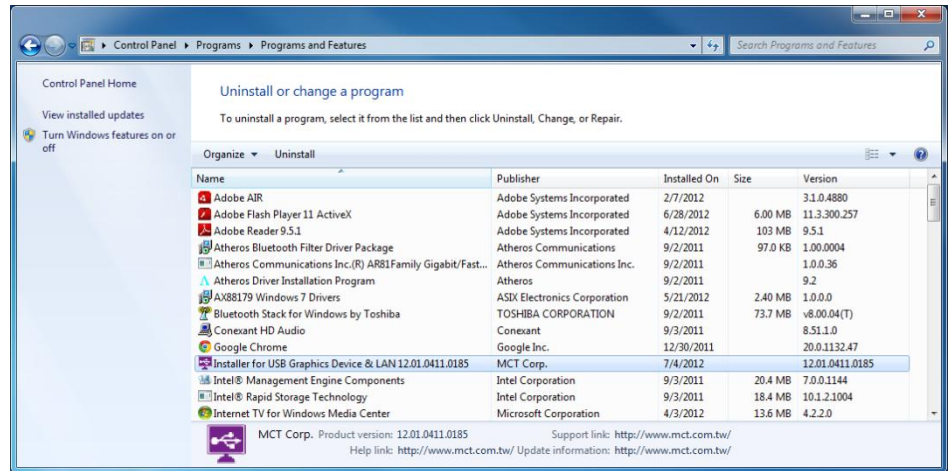 Control Panel ▸ Programs ▸ Programs and Features
Search Programs and Features
Control Panel Home
View installed updates
Turn Windows features on or
off
Uninstall or change a program
To uninstall a program, select it from the list and then click Uninstall, Change, or Repair.
Organize Uninstall
Name Publisher Installed On Size Version
Adobe AIR Adobe Systems Incorporated 2/7/2012 3.1.0.4880
Adobe Flash Player 11 ActiveX Adobe Systems Incorporated 6/28/2012 6.00 MB 11.3.300.257
Adobe Reader 9.5.1 Adobe Systems Incorporated 4/12/2012 103 MB 9.5.1
Atheros Bluetooth Filter Driver Package Atheros Communications 9/2/2011 97.0 KB 1.00.0004
Atheros Communications Inc.(R) AR81Family Gigabit/Fast... Atheros Communications Inc. 9/2/2011 1.0.0.36
Atheros Driver Installation Program Atheros 9/2/2011 9.2
AX88179 Windows 7 Drivers ASIX Electronics Corporation 5/21/2012 2.40 MB 1.0.0.0
Bluetooth Stack for Windows by Toshiba TOSHIBA CORPORATION 9/2/2011 73.7 MB v8.00.04(T)
Conexant HD Audio Conexant 9/3/2011 8.51.1.0
Google Chrome Google Inc. 12/30/2011 20.0.1132.47
Installer for USB Graphics Device & LAN 12.01.0411.0185 MCT Corp. 7/4/2012 12.01.0411.0185
Intel® Management Engine Components Intel Corporation 9/3/2011 20.4 MB 7.0.0.1144
Intel® Rapid Storage Technology Intel Corporation 9/3/2011 18.4 MB 10.1.2.1004
Internet TV for Windows Media Center Microsoft Corporation 4/3/2012 13.6 MB 4.2.2.0
MCT Corp. Product version: 12.01.0411.0185 Support link: http://www.mct.com.tw/
Help link: http://www.mct.com.tw/ Update information: http://www.mct.com.tw/